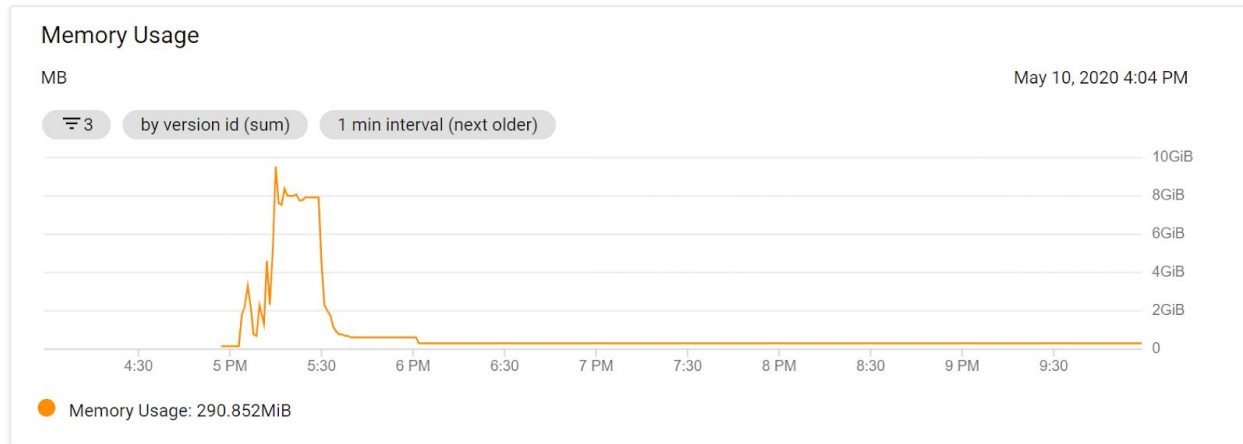 Memory Usage
MB
May 10, 2020 4:04 PM
3
by version id (sum)
1 min interval (next older)
10GiB
8GiB
6GiB
4GiB
2GiB
0
4:30 5 PM 5:30 6 PM 6:30 7 PM 7:30 8 PM 8:30 9 PM 9:30
Memory Usage: 290.852MiB